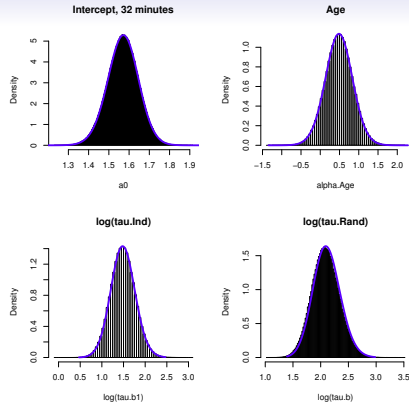 Intercept, 32 minutes
Density
0 1 2 3 4 5
1.3 1.4 1.5 1.6 1.7 1.8 1.9
a0
Age
Density
0.0 0.2 0.4 0.6 0.8 1.0
−1.5 −0.5 0.5 1.0 1.5 2.0
alpha.Age
log(tau.Ind)
Density
0.0 0.4 0.8 1.2
0.0 0.5 1.0 1.5 2.0 2.5 3.0
log(tau.b1)
log(tau.Rand)
Density
0.0 0.5 1.0 1.5
1.0 1.5 2.0 2.5 3.0 3.5
log(tau.b)